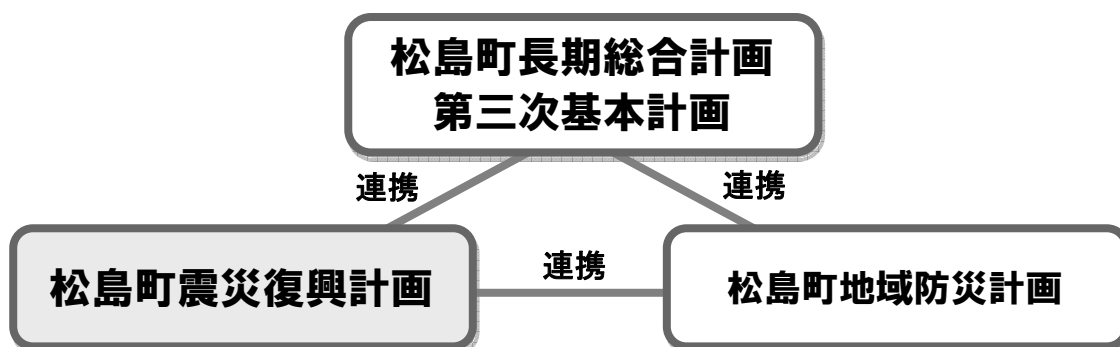 松島町長期総合計画
第三次基本計画
連携
連携
松島町震災復興計画
連携
松島町地域防災計画